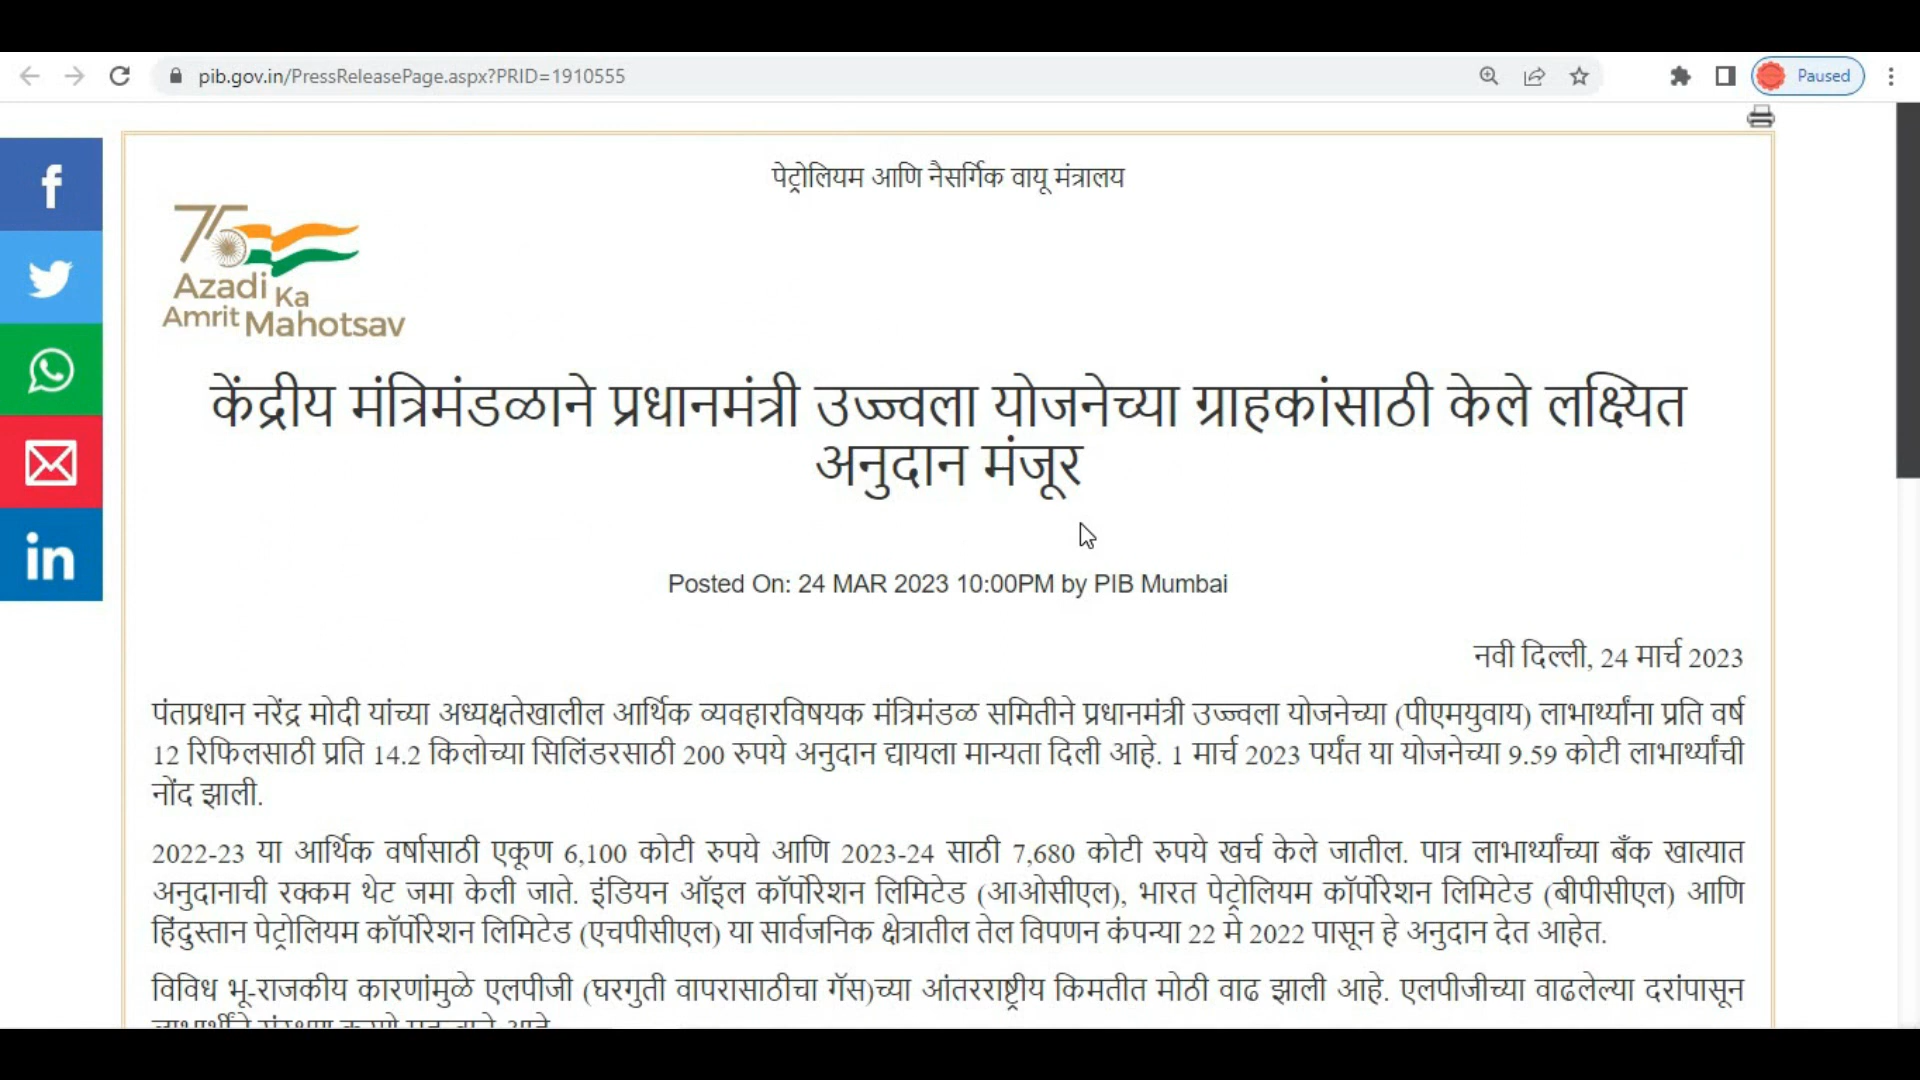 pib.gov.in/PressReleasePage.aspx?PRID=1910555
Paused
पेट्रोलियम आणि नैसर्गिक वायू मंत्रालय
75
Azadi Ka
Amrit Mahotsav
केंद्रीय मंत्रिमंडळाने प्रधानमंत्री उज्ज्वला योजनेच्या ग्राहकांसाठी केले लक्ष्यित
अनुदान मंजूर
Posted On: 24 MAR 2023 10:00PM by PIB Mumbai
नवी दिल्ली, 24 मार्च 2023
पंतप्रधान नरेंद्र मोदी यांच्या अध्यक्षतेखालील आर्थिक व्यवहारविषयक मंत्रिमंडळ समितीने प्रधानमंत्री उज्ज्वला योजनेच्या (पीएमयुवाय) लाभार्थ्यांना प्रति वर्ष
12 रिफिलसाठी प्रति 14.2 किलोच्या सिलिंडरसाठी 200 रुपये अनुदान द्यायला मान्यता दिली आहे. 1 मार्च 2023 पर्यंत या योजनेच्या 9.59 कोटी लाभार्थ्यांची
नोंद झाली.
2022-23 या आर्थिक वर्षासाठी एकूण 6,100 कोटी रुपये आणि 2023-24 साठी 7,680 कोटी रुपये खर्च केले जातील. पात्र लाभार्थ्यांच्या बँक खात्यात
अनुदानाची रक्कम थेट जमा केली जाते. इंडियन ऑइल कॉर्पोरेशन लिमिटेड (आओसीएल), भारत पेट्रोलियम कॉर्पोरेशन लिमिटेड (बीपीसीएल) आणि
हिंदुस्तान पेट्रोलियम कॉर्पोरेशन लिमिटेड (एचपीसीएल) या सार्वजनिक क्षेत्रातील तेल विपणन कंपन्या 22 मे 2022 पासून हे अनुदान देत आहेत.
विविध भू-राजकीय कारणांमुळे एलपीजी (घरगुती वापरासाठीचा गॅस)च्या आंतरराष्ट्रीय किमतीत मोठी वाढ झाली आहे. एलपीजीच्या वाढलेल्या दरांपासून